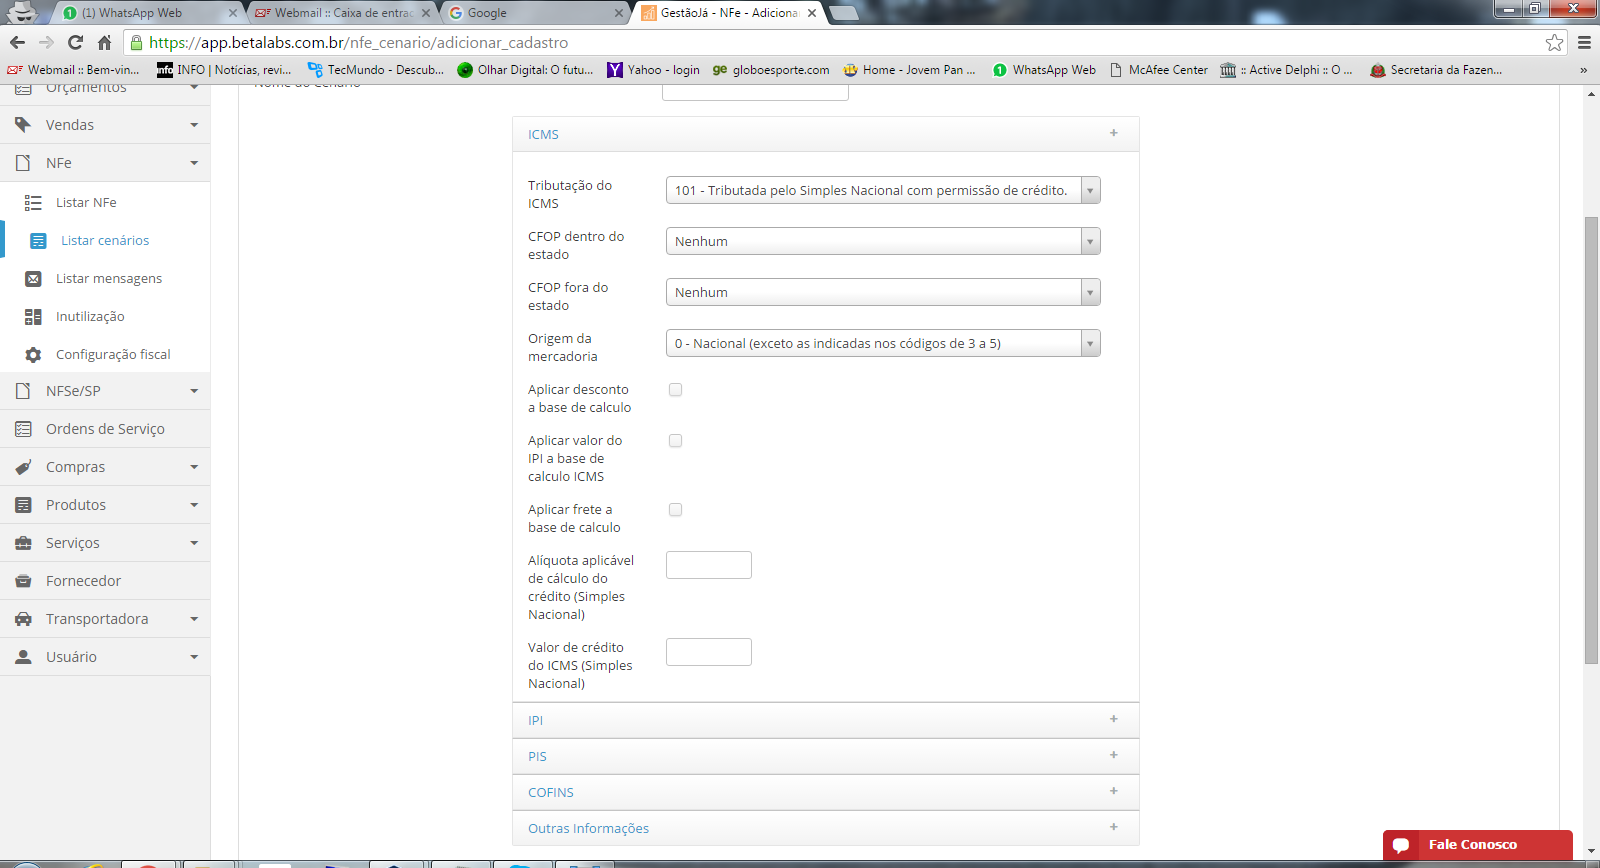 (1) WhatsApp Web
Webmail :: Caixa de entrac
Google
GestãoJá - NFe - Adiciona
https://app.betalabs.com.br/nfe_cenario/adicionar_cadastro
Webmail :: Bem-vin...
info INFO | Notícias, revi...
TecMundo - Descub...
Olhar Digital: O futu...
Yahoo - login
ge globoesporte.com
Home - Jovem Pan ...
WhatsApp Web
McAfee Center
:: Active Delphi :: O ...
Secretaria da Fazen...
»
Orçamentos
Vendas
NFe
Listar NFe
Listar cenários
Listar mensagens
Inutilização
Configuração fiscal
NFSe/SP
Ordens de Serviço
Compras
Produtos
Serviços
Fornecedor
Transportadora
Usuário
Nome do Cenário
ICMS +
Tributação do
ICMS
101 - Tributada pelo Simples Nacional com permissão de crédito.
CFOP dentro do
estado
Nenhum
CFOP fora do
estado
Nenhum
Origem da
mercadoria
0 - Nacional (exceto as indicadas nos códigos de 3 a 5)
Aplicar desconto
a base de calculo
Aplicar valor do
IPI a base de
calculo ICMS
Aplicar frete a
base de calculo
Alíquota aplicável
de cálculo do
crédito (Simples
Nacional)
Valor de crédito
do ICMS (Simples
Nacional)
IPI +
PIS +
COFINS +
Outras Informações +
Fale Conosco